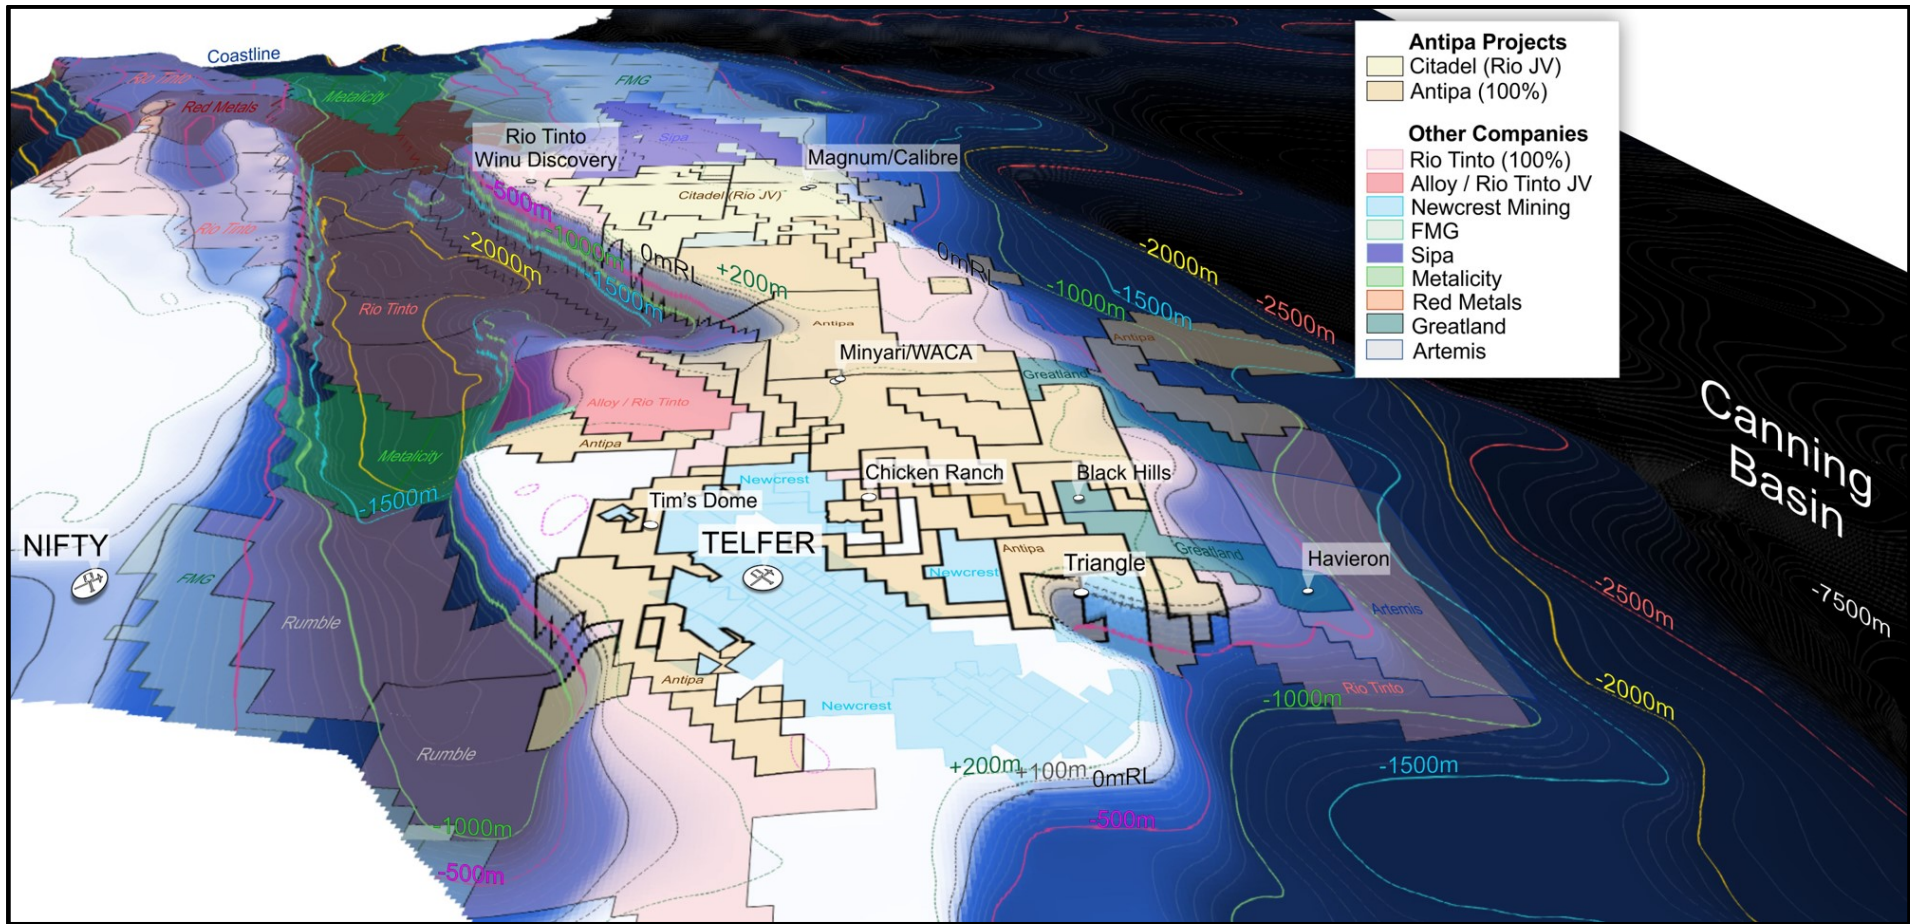 Coastline
Rio Tinto
Red Metals
Metalicity
FMG
Sipa
Rio Tinto
Winu Discovery
Magnum/Calibre
Citadel (Rio JV)
Rio Tinto
-500m
-1000m
-1500m
-2000m
0mRL
+200m
0mRL
-1000m
-1500m
-2000m
-2500m
Rio Tinto
Antipa
Antipa
Minyari/WACA
Greatland
Alloy / Rio Tinto
Antipa
Metalicity
-1500m
Newcrest
Chicken Ranch
Black Hills
Tim's Dome
NIFTY
TELFER
Antipa
Newcrest
Triangle
Greatland
Havieron
Artemis
FMG
Rumble
Antipa
Newcrest
Rio Tinto
-1000m
-2500m
-2000m
-7500m
Canning
Basin
Rumble
+200m
+100m
0mRL
-1500m
-500m
-1000m
-500m
Antipa Projects
Citadel (Rio JV)
Antipa (100%)
Other Companies
Rio Tinto (100%)
Alloy / Rio Tinto JV
Newcrest Mining
FMG
Sipa
Metalicity
Red Metals
Greatland
Artemis